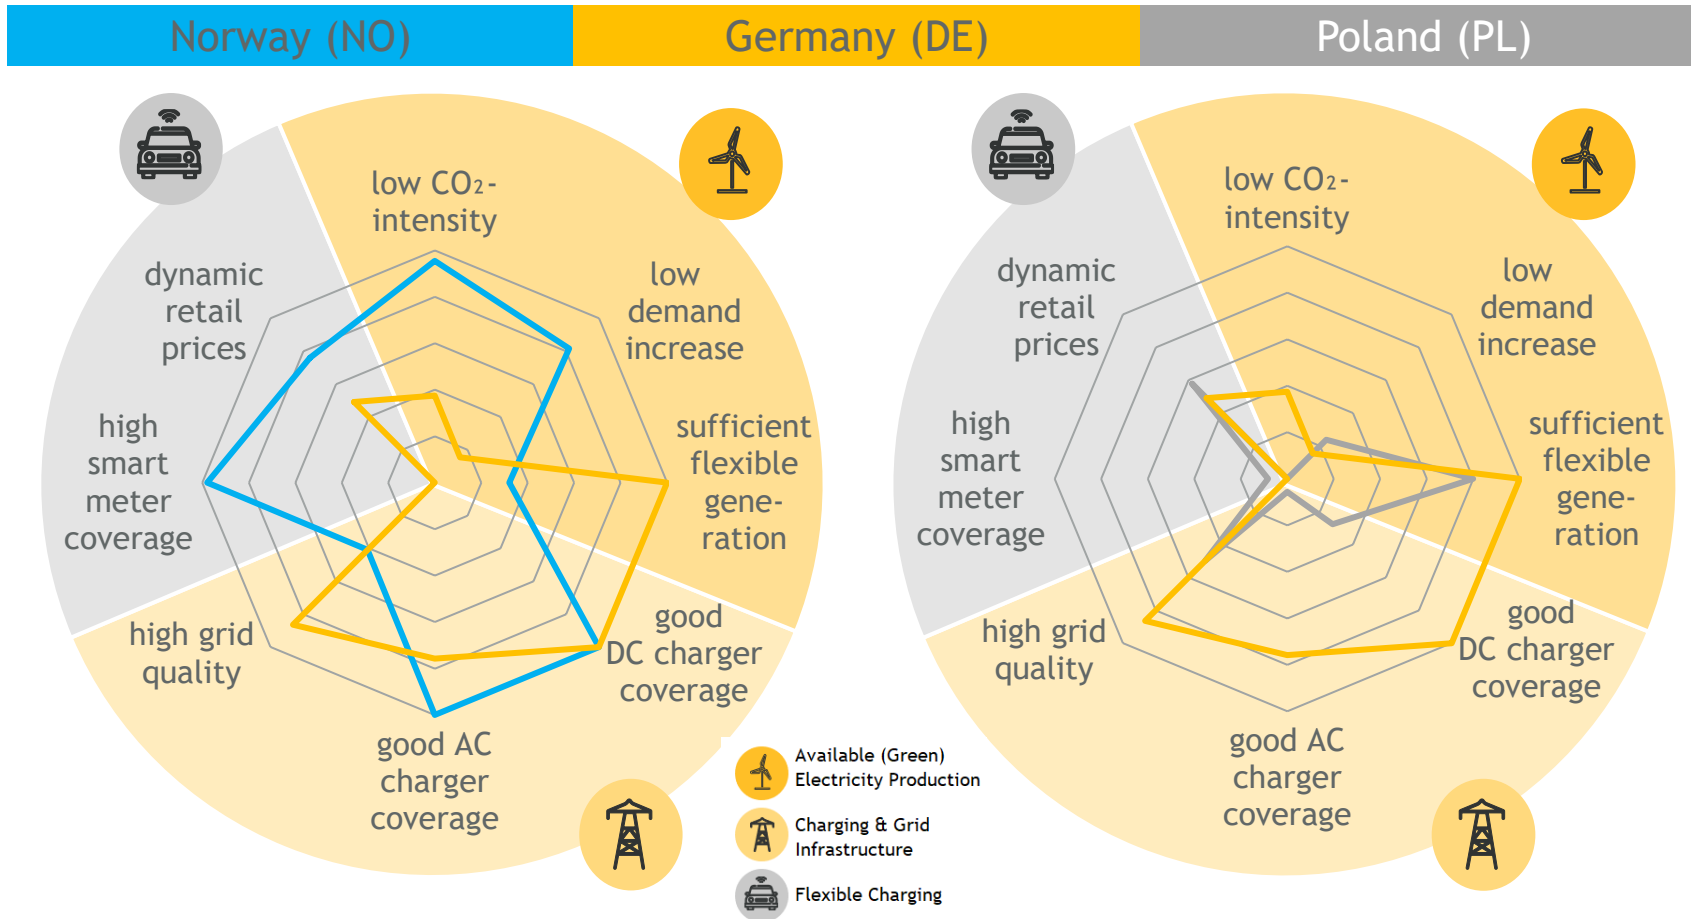 Norway (NO)
Germany (DE)
Poland (PL)
low CO₂-
intensity
low
demand
increase
sufficient
flexible
gene-
ration
good
DC charger
coverage
good AC
charger
coverage
high grid
quality
high
smart
meter
coverage
dynamic
retail
prices
low CO₂-
intensity
low
demand
increase
sufficient
flexible
gene-
ration
good
DC charger
coverage
good AC
charger
coverage
high grid
quality
high
smart
meter
coverage
dynamic
retail
prices
Available (Green)
Electricity Production
Charging & Grid
Infrastructure
Flexible Charging